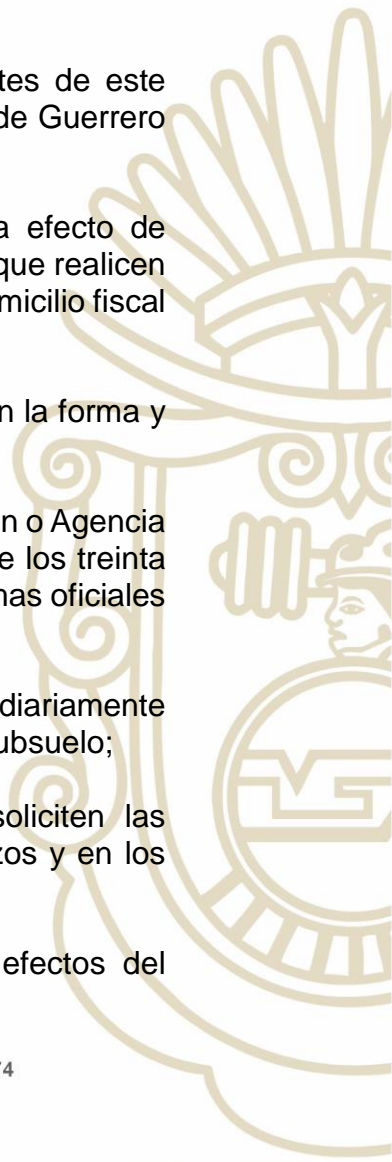 tes de este
de Guerrero
a efecto de
que realicen
micilio fiscal
n la forma y
n o Agencia
e los treinta
nas oficiales
diariamente
ubsuelo;
soliciten las
zos y en los
efectos del
74